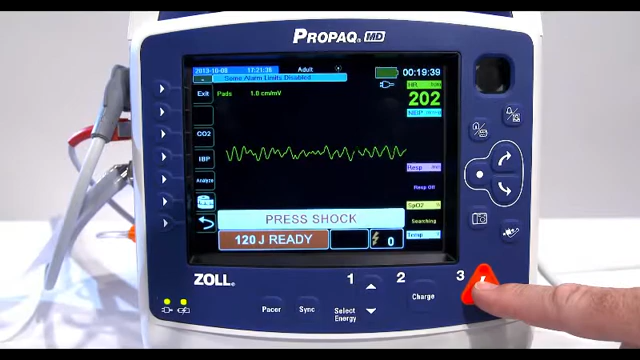 PROPAQ MD
2013-10-08 17:21:36 Adult 00:19:39
Some Alarm Limits Disabled
Exit Pads 1.0 cm/mV
HR
202
CO2
IBP
Resp
Analyze
Resp Off
SpO2
Searching
PRESS SHOCK
Temp
120 J READY 0
ZOLL
1 2 3
Pacer Sync Select Energy Charge